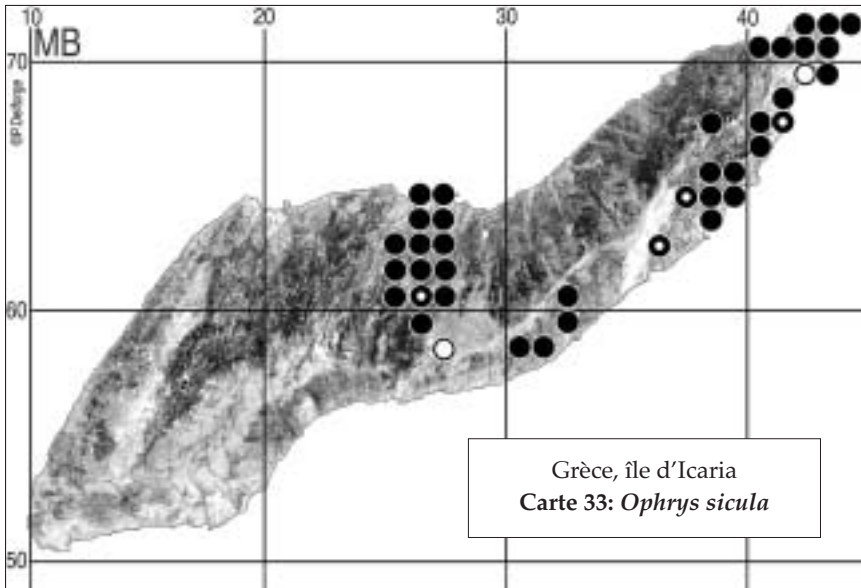 10 20 30 40
MB
70
©P.Delforge
60
50
Grèce, île d'Icaria
Carte 33: Ophrys sicula